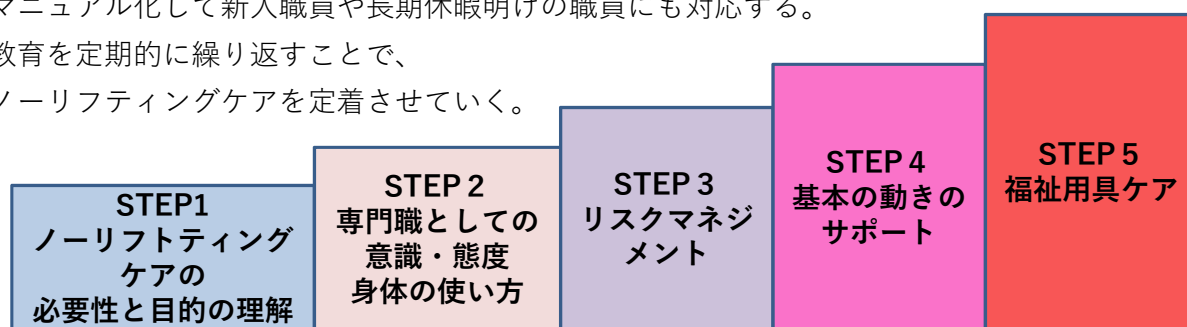 マニュアル化して新人職員や長期休暇明けの職員にも対応する。
教育を定期的に繰り返すことで、
ノーリフティングケアを定着させていく。
STEP1
ノーリフトティング
ケアの
必要性と目的の理解
STEP２
専門職としての
意識・態度
身体の使い方
STEP３
リスクマネジ
メント
STEP４
基本の動きの
サポート
STEP５
福祉用具ケア